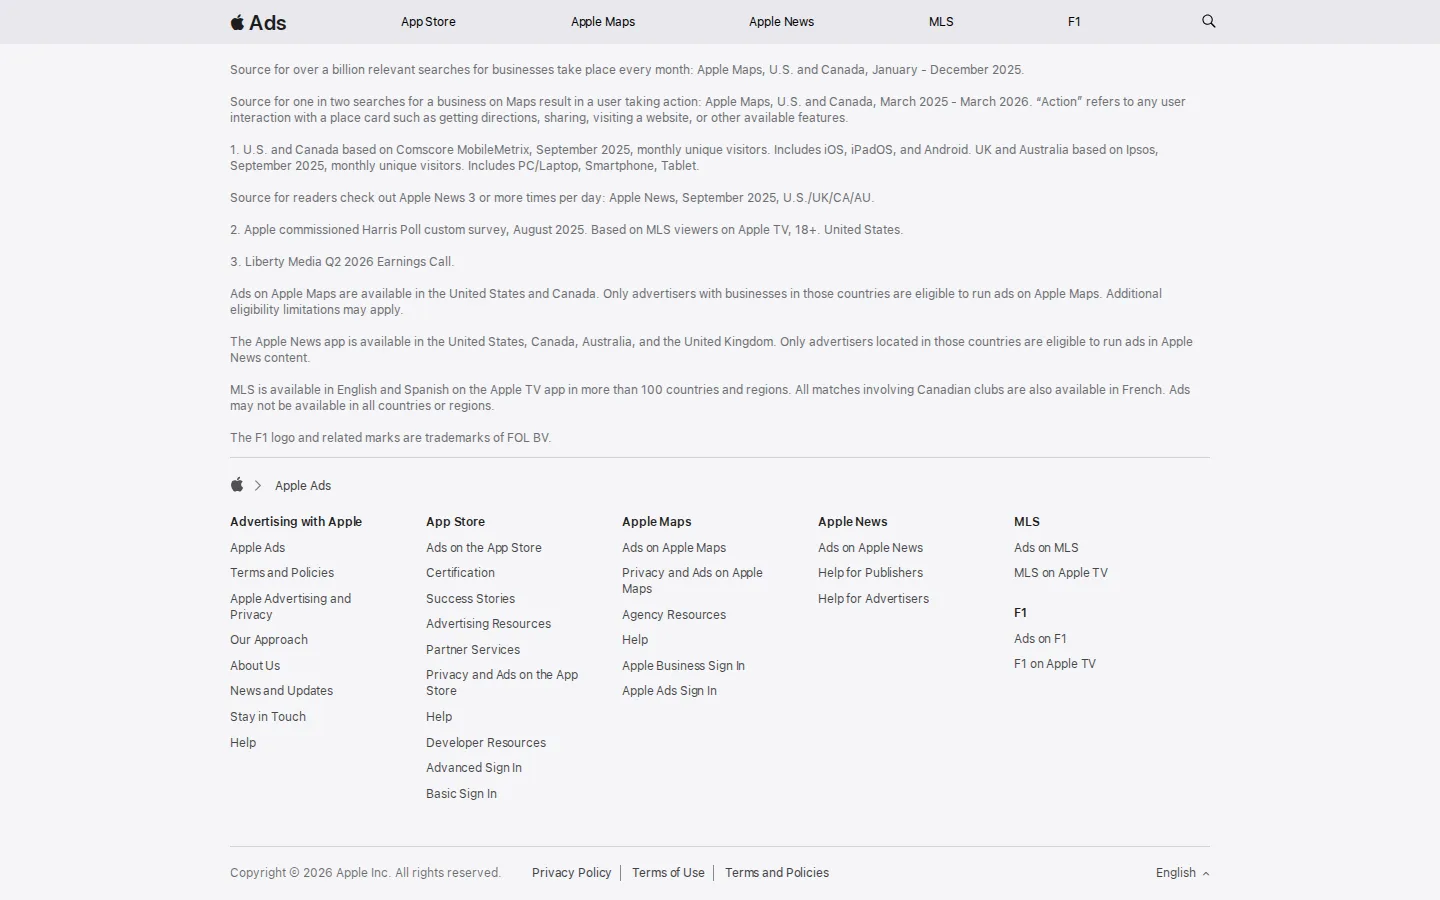 Ads
App Store
Apple Maps
Apple News
MLS
F1
Source for over a billion relevant searches for businesses take place every month: Apple Maps, U.S. and Canada, January – December 2025.
Source for one in two searches for a business on Maps result in a user taking action: Apple Maps, U.S. and Canada, March 2025 – March 2026. “Action” refers to any user
interaction with a place card such as getting directions, sharing, visiting a website, or other available features.
1. U.S. and Canada based on Comscore MobileMetrix, September 2025, monthly unique visitors. Includes iOS, iPadOS, and Android. UK and Australia based on Ipsos,
September 2025, monthly unique visitors. Includes PC/Laptop, Smartphone, Tablet.
Source for readers check out Apple News 3 or more times per day: Apple News, September 2025, U.S./UK/CA/AU.
2. Apple commissioned Harris Poll custom survey, August 2025. Based on MLS viewers on Apple TV, 18+. United States.
3. Liberty Media Q2 2026 Earnings Call.
Ads on Apple Maps are available in the United States and Canada. Only advertisers with businesses in those countries are eligible to run ads on Apple Maps. Additional
eligibility limitations may apply.
The Apple News app is available in the United States, Canada, Australia, and the United Kingdom. Only advertisers located in those countries are eligible to run ads in Apple
News content.
MLS is available in English and Spanish on the Apple TV app in more than 100 countries and regions. All matches involving Canadian clubs are also available in French. Ads
may not be available in all countries or regions.
The F1 logo and related marks are trademarks of FOL BV.
Apple Ads
Advertising with Apple
Apple Ads
Terms and Policies
Apple Advertising and
Privacy
Our Approach
About Us
News and Updates
Stay in Touch
Help
App Store
Ads on the App Store
Certification
Success Stories
Advertising Resources
Partner Services
Privacy and Ads on the App
Store
Help
Developer Resources
Advanced Sign In
Basic Sign In
Apple Maps
Ads on Apple Maps
Privacy and Ads on Apple
Maps
Agency Resources
Help
Apple Business Sign In
Apple Ads Sign In
Apple News
Ads on Apple News
Help for Publishers
Help for Advertisers
MLS
Ads on MLS
MLS on Apple TV
F1
Ads on F1
F1 on Apple TV
Copyright © 2026 Apple Inc. All rights reserved.
Privacy Policy
Terms of Use
Terms and Policies
English